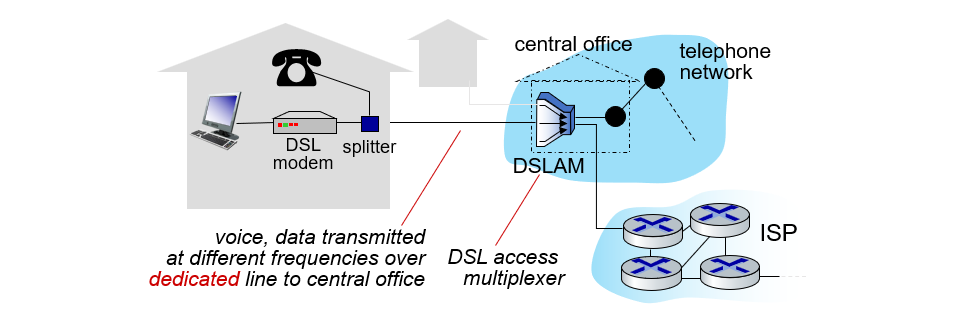 central office
telephone
network
DSL
modem
splitter
DSLAM
voice, data transmitted
at different frequencies over
dedicated line to central office
DSL access
multiplexer
ISP